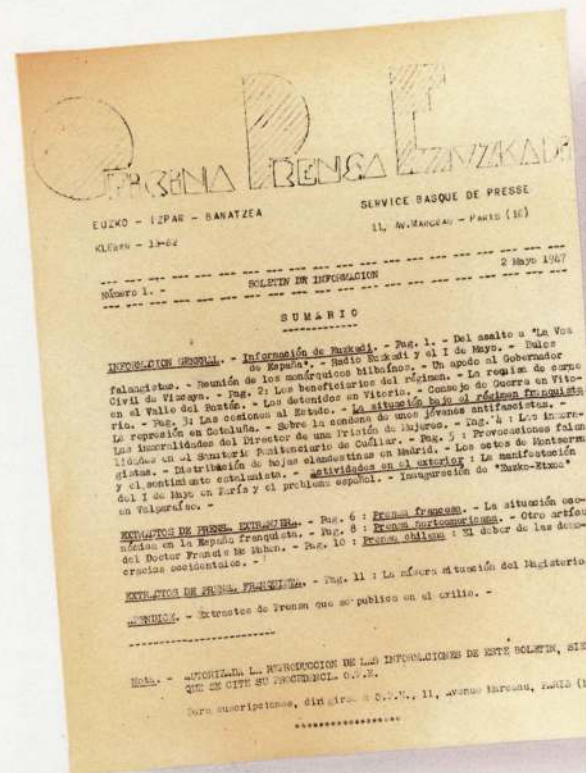 OFICINA PRENSA EUZKADI
EUZKO - IZPAR - BANATZEA
SERVICE BASQUE DE PRESSE
KLEBER - 13-62
11, AV. MARCEAU - PARIS (16)
Número 1. -
BOLETIN DE INFORMACION
2 Mayo 1947
SUMARIO
INFORMACION GENERAL. - Información de Euzkadi. - Pag. 1. - Del asalto a "La Voz
de España". - Radio Euzkadi y el I de Mayo. - Bulos
falangistas. - Reunión de los monárquicos bilbaínos. - Un apodo al Gobernador
Civil de Vizcaya. - Pag. 2: Los beneficiarios del régimen. - La requisa de carne
en el Valle del Baztán. - Los detenidos en Vitoria. - Consejo de Guerra en Vito-
ria. - Pag. 3: Las cesiones al Estado. - La situación bajo el régimen franquista
La represión en Cataluña. - Sobre la condena de unos jóvenes antifascistas. -
Las inmoralidades del Director de una Prisión de Mujeres. - Pag. 4 : Las inmora-
lidades en el Sanatorio Penitenciario de Cuéllar. - Pag. 5 : Provocaciones falan
gistas. - Distribución de hojas clandestinas en Madrid. - Los actos de Montserra
y el sentimiento catalanista. - Actividades en el exterior : La manifestación
del I de Mayo en París y el problema español. - Inauguración de "Euzko-Etxea"
en Valparaíso. -
EXTRACTOS DE PRENSA EXTRANJERA. - Pag. 6 : Prensa francesa. - La situación eco-
nómica en la España franquista. - Pag. 8 : Prensa norteamericana. - Otro artícu
del Doctor Francis Mc Mahon. - Pag. 10 : Prensa chilena : El deber de las demo-
cracias occidentales. -
EXTRACTOS DE PRENSA FRANQUISTA. - Pag. 11 : La mísera situación del Magisterio
APENDICE. - Extractos de Prensa que se publica en el exilio. -
Nota. - AUTORIZADA LA REPRODUCCION DE LAS INFORMACIONES DE ESTE BOLETIN, SIE
QUE SE CITE SU PROCEDENCIA O.P.E.
Para suscripciones, dirigirse a O.P.E., 11, Avenue Marceau, PARIS (1